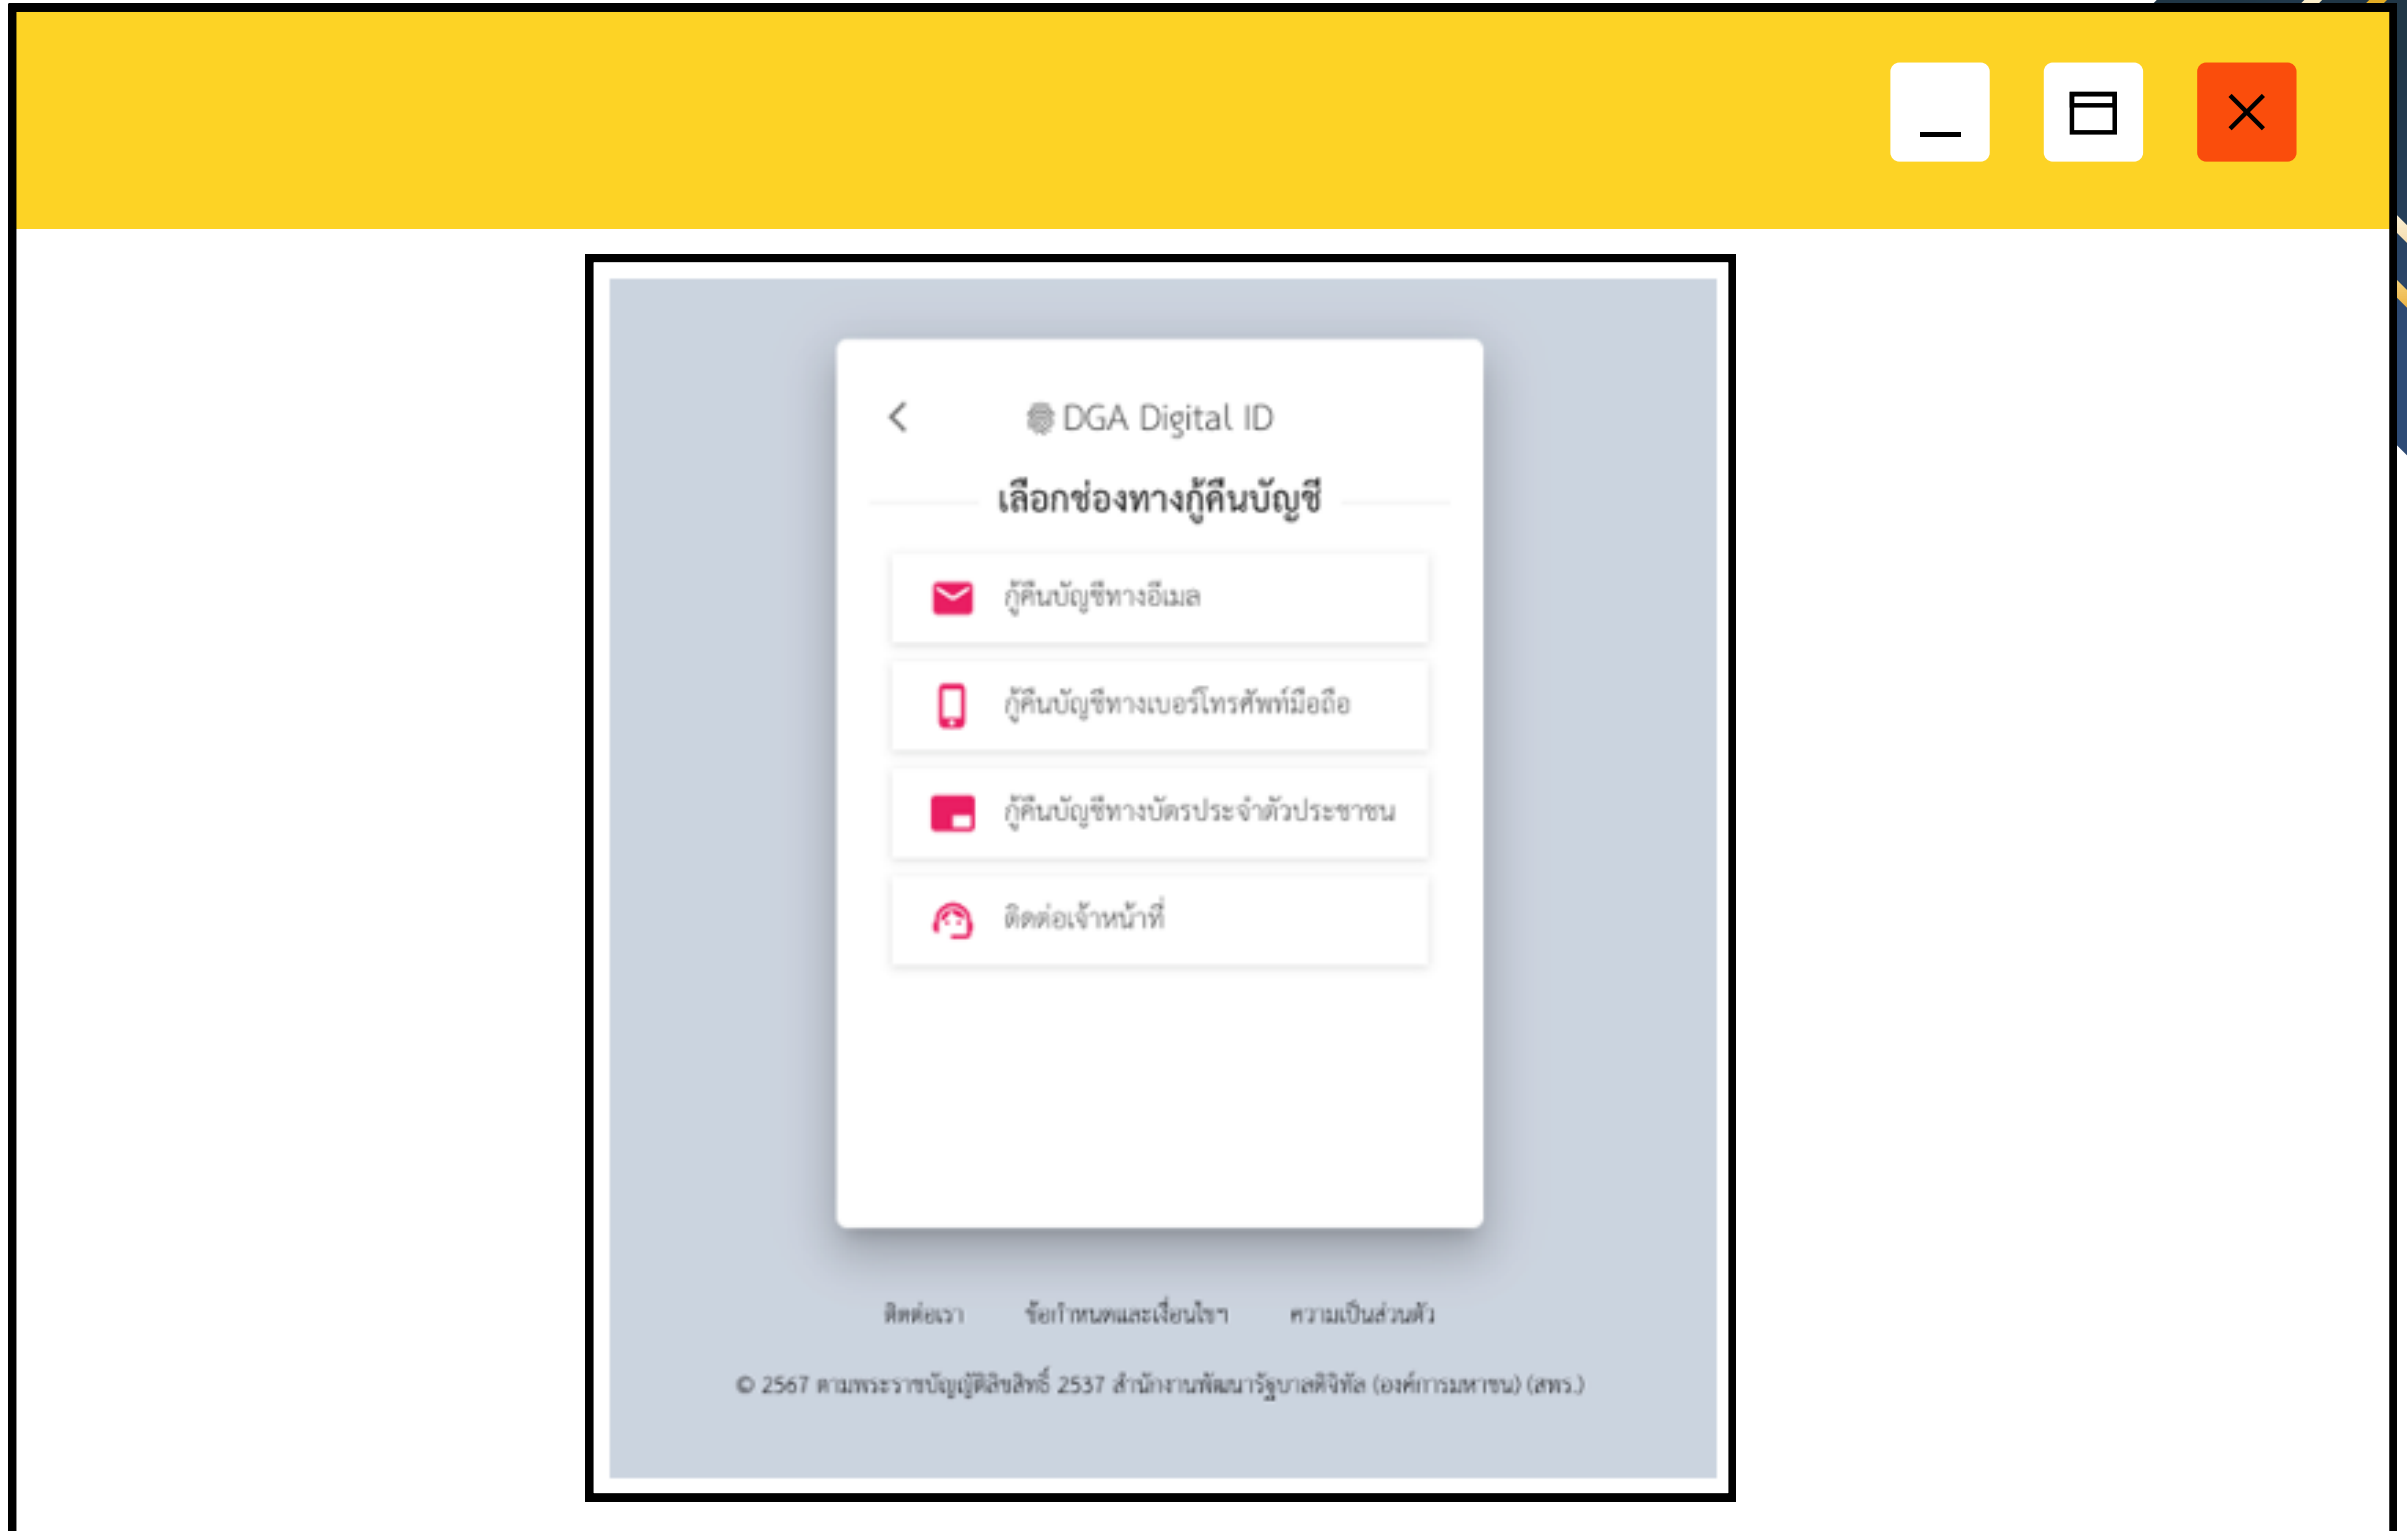 DGA Digital ID
เลือกช่องทางกู้คืนบัญชี
กู้คืนบัญชีทางอีเมล
กู้คืนบัญชีทางเบอร์โทรศัพท์มือถือ
กู้คืนบัญชีทางบัตรประจำตัวประชาชน
ติดต่อเจ้าหน้าที่
ติดต่อเรา ข้อกำหนดและเงื่อนไขฯ ความเป็นส่วนตัว
© 2567 ตามพระราชบัญญัติลิขสิทธิ์ 2537 สำนักงานพัฒนารัฐบาลดิจิทัล (องค์การมหาชน) (สพร.)